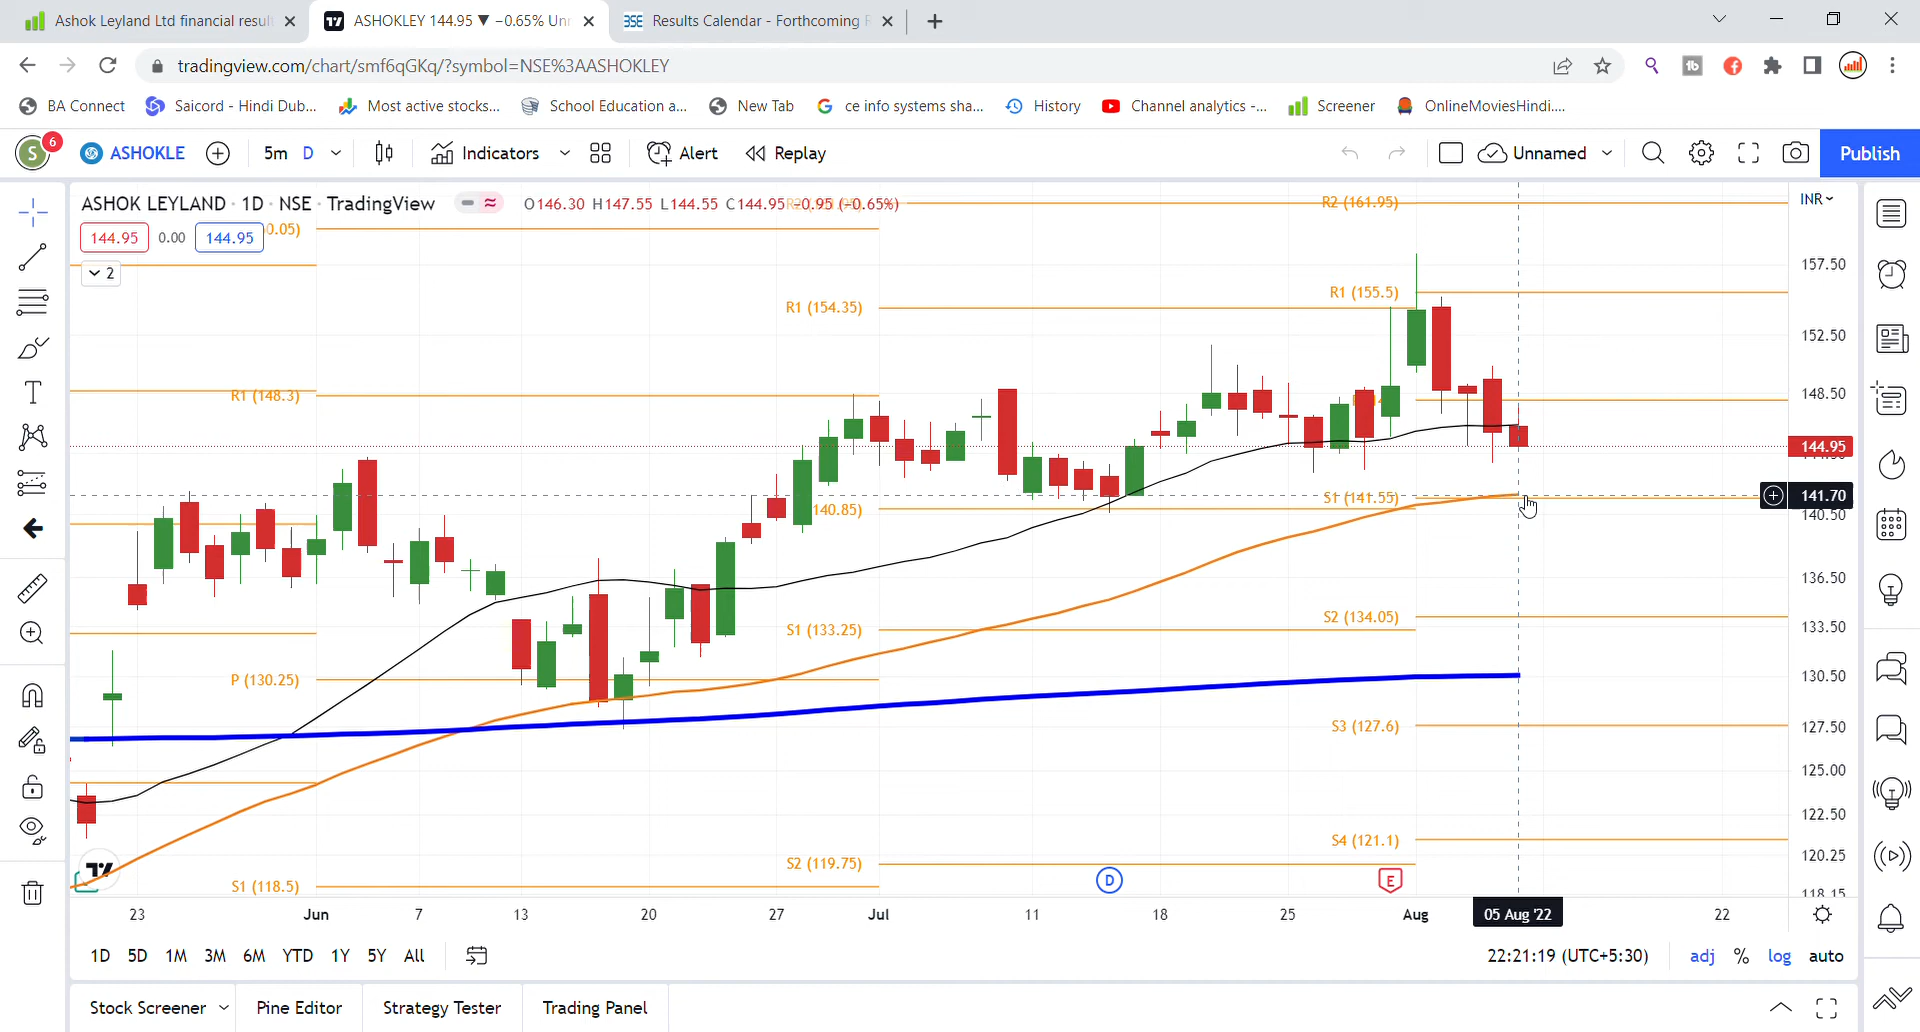 Ashok Leyland Ltd financial resul
ASHOKLEY 144.95 ▼ −0.65% Unn
BSE Results Calendar - Forthcoming R
tradingview.com/chart/smf6qGKq/?symbol=NSE%3AASHOKLEY
BA Connect Saicord - Hindi Dub... Most active stocks... School Education a... New Tab ce info systems sha... History Channel analytics -... Screener OnlineMoviesHindi....
S 6 ASHOKLE 5m D Indicators Alert Replay Unnamed Publish
ASHOK LEYLAND · 1D · NSE · TradingView O146.30 H147.55 L144.55 C144.95 −0.95 (−0.65%)
R2 (161.95)
INR
144.95 0.00 144.95
0.05)
2
157.50
R1 (155.5)
R1 (154.35)
152.50
148.50
R1 (148.3)
144.95
S1 (141.55)
141.70
140.85)
140.50
136.50
S1 (133.25)
S2 (134.05)
133.50
P (130.25)
130.50
S3 (127.6)
127.50
125.00
122.50
S4 (121.1)
120.25
S2 (119.75)
S1 (118.5)
D
E
118.15
23 Jun 7 13 20 27 Jul 11 18 25 Aug 05 Aug '22 22
1D 5D 1M 3M 6M YTD 1Y 5Y All
22:21:19 (UTC+5:30) adj % log auto
Stock Screener Pine Editor Strategy Tester Trading Panel